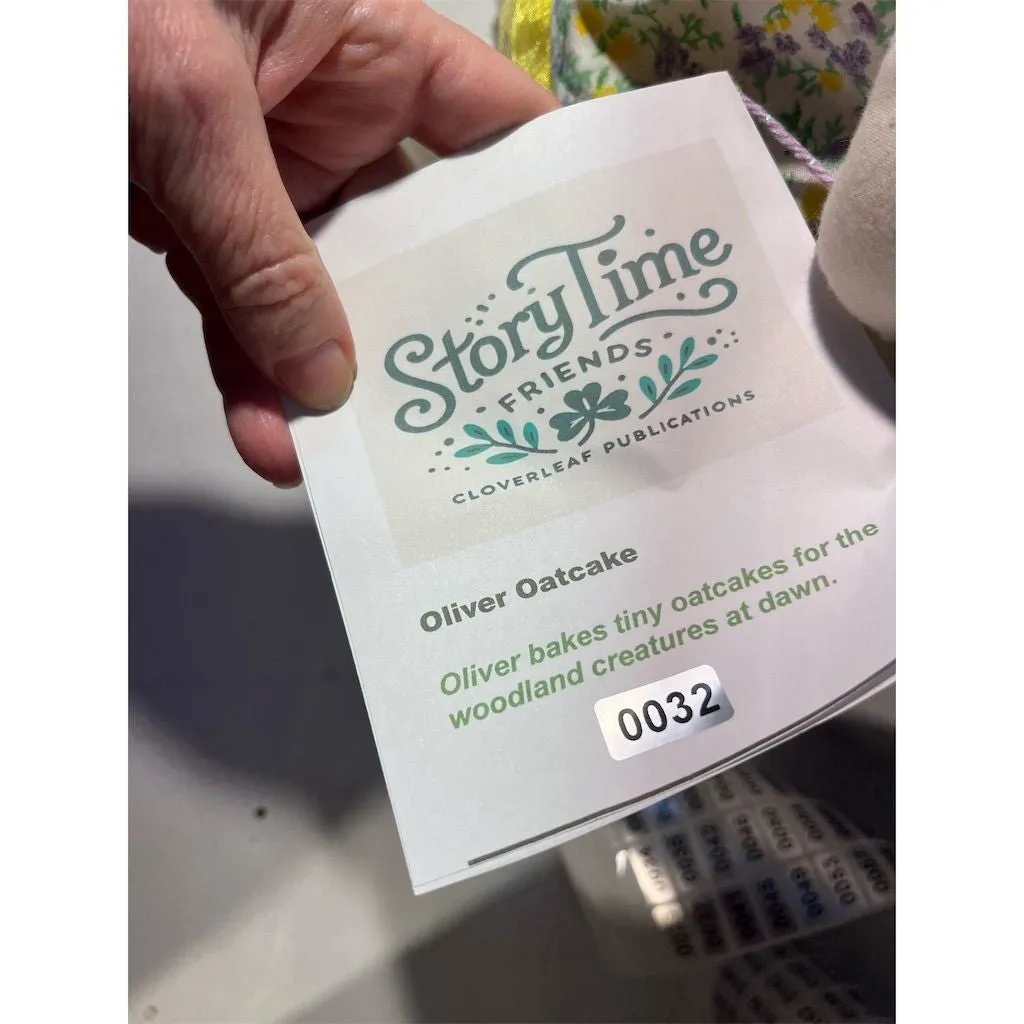 StoryTime
FRIENDS
CLOVERLEAF PUBLICATIONS
Oliver Oatcake
Oliver bakes tiny oatcakes for the
woodland creatures at dawn.
0032